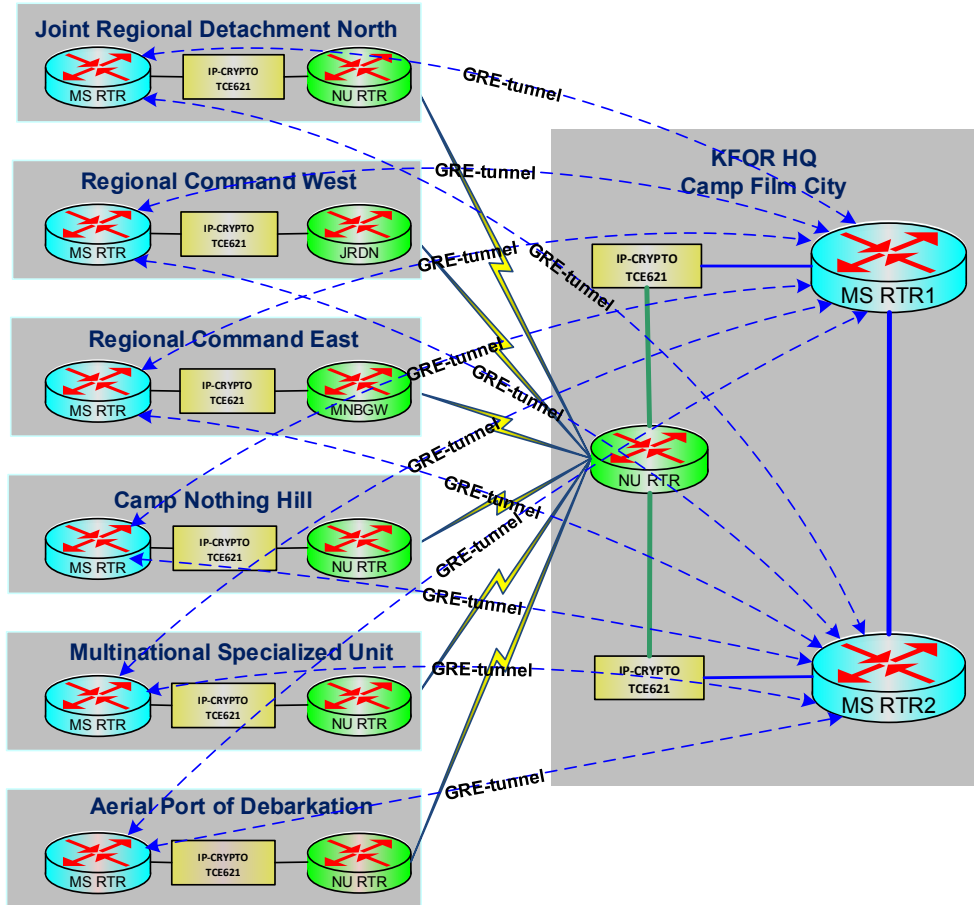 Joint Regional Detachment North
IP-CRYPTO
TCE621
MS RTR
NU RTR
GRE-tunnel
Regional Command West
IP-CRYPTO
TCE621
MS RTR
JRDN
GRE-tunnel
Regional Command East
IP-CRYPTO
TCE621
MS RTR
MNBGW
GRE-tunnel
Camp Nothing Hill
IP-CRYPTO
TCE621
MS RTR
NU RTR
GRE-tunnel
Multinational Specialized Unit
IP-CRYPTO
TCE621
MS RTR
NU RTR
GRE-tunnel
Aerial Port of Debarkation
IP-CRYPTO
TCE621
MS RTR
NU RTR
GRE-tunnel
GRE-tunnel
GRE-tunnel
GRE-tunnel
GRE-tunnel
GRE-tunnel
GRE-tunnel
KFOR HQ
Camp Film City
IP-CRYPTO
TCE621
MS RTR1
NU RTR
IP-CRYPTO
TCE621
MS RTR2